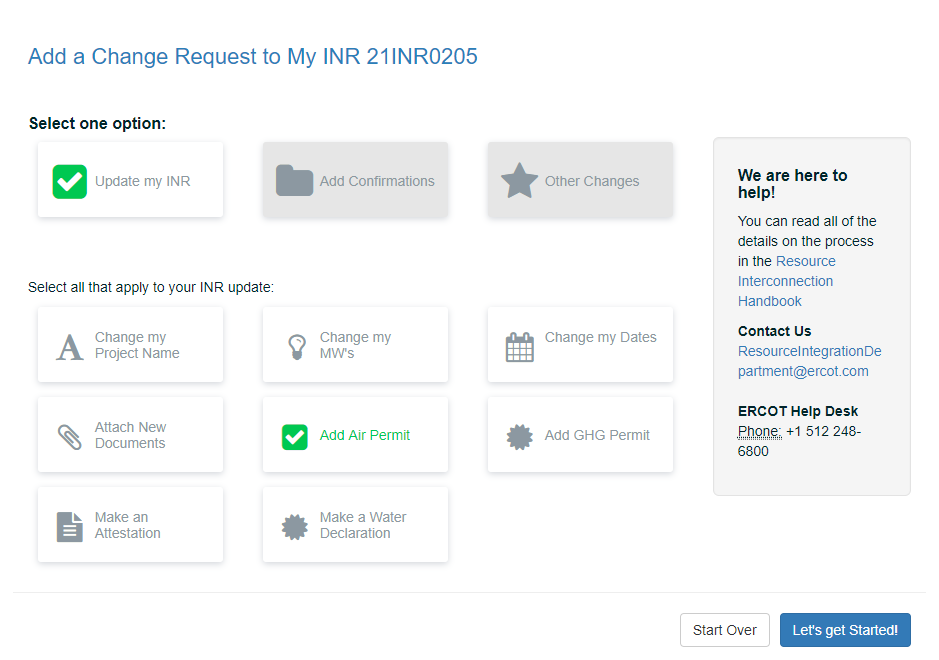 Add a Change Request to My INR 21INR0205
Select one option:
Update my INR
Add Confirmations
Other Changes
Select all that apply to your INR update:
Change my
Project Name
Change my
MW's
Change my Dates
Attach New
Documents
Add Air Permit
Add GHG Permit
Make an
Attestation
Make a Water
Declaration
We are here to
help!
You can read all of the
details on the process
in the Resource
Interconnection
Handbook
Contact Us
ResourceIntegrationDe
partment@ercot.com
ERCOT Help Desk
Phone: +1 512 248-
6800
Start Over
Let's get Started!